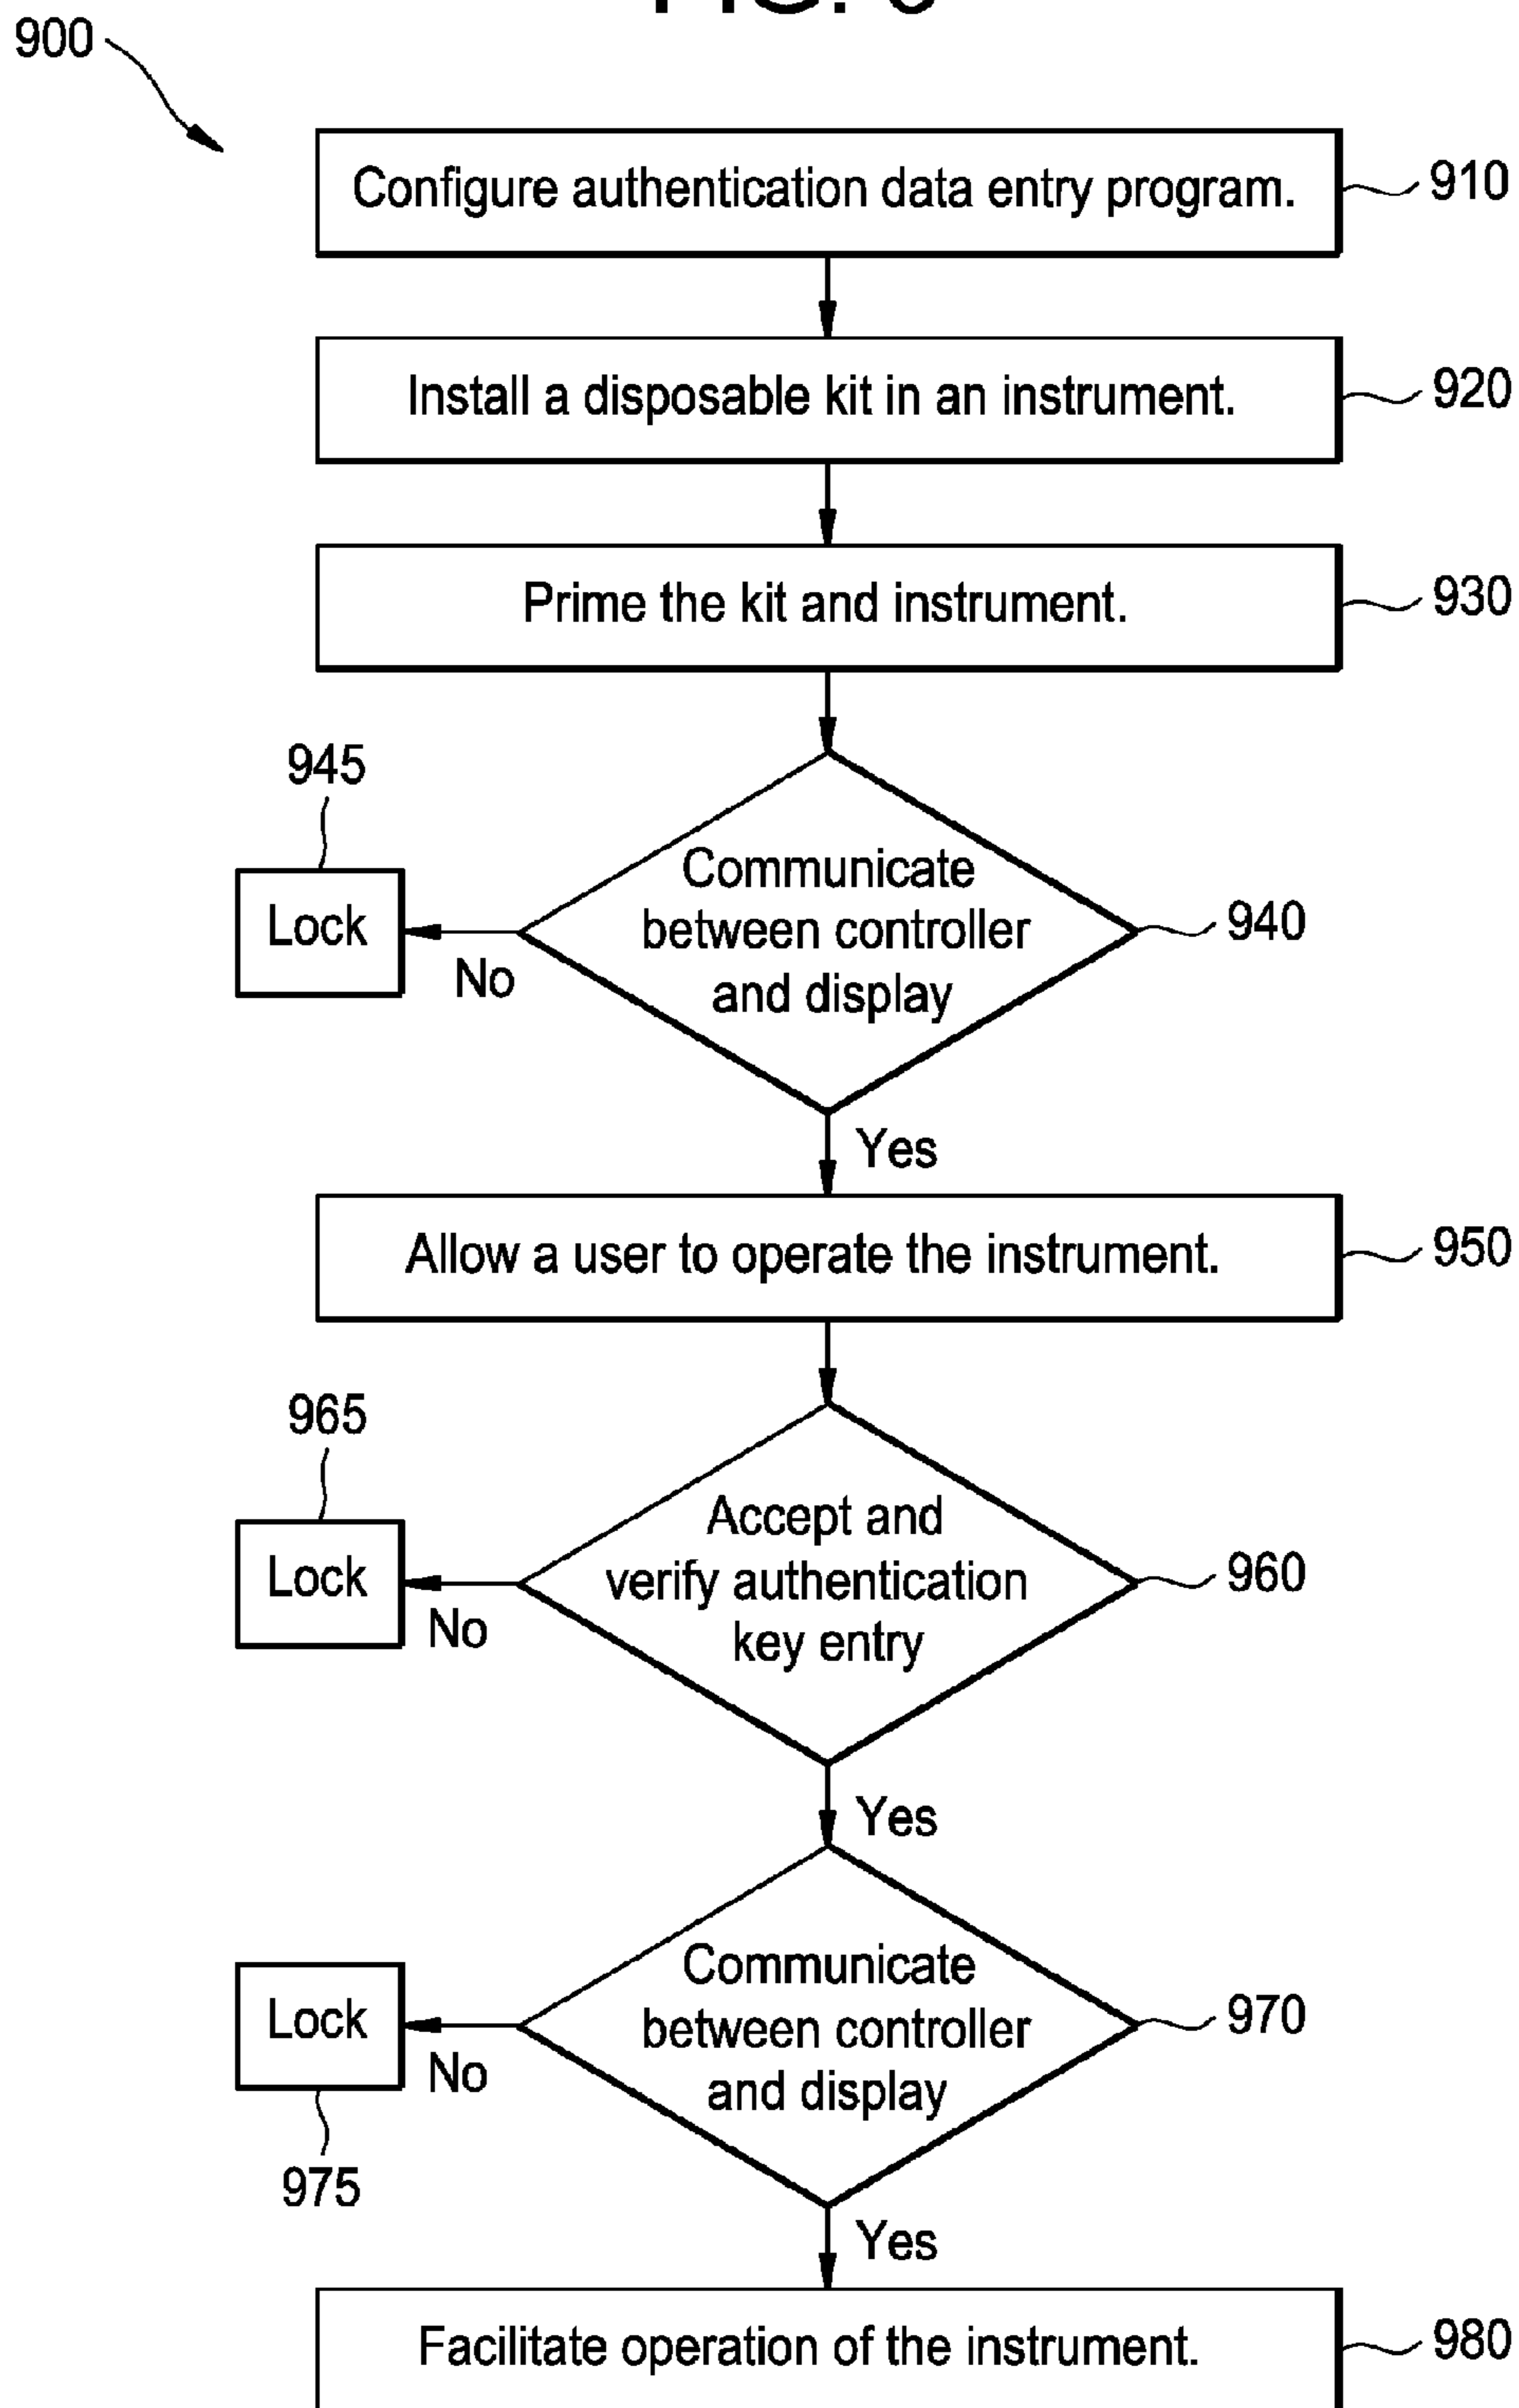 900
Configure authentication data entry program.
910
Install a disposable kit in an instrument.
920
Prime the kit and instrument.
930
945
Communicate
between controller
and display
940
Lock
No
Yes
Allow a user to operate the instrument.
950
965
Accept and
verify authentication
key entry
960
Lock
No
Yes
Communicate
between controller
and display
970
Lock
No
975
Yes
Facilitate operation of the instrument.
980